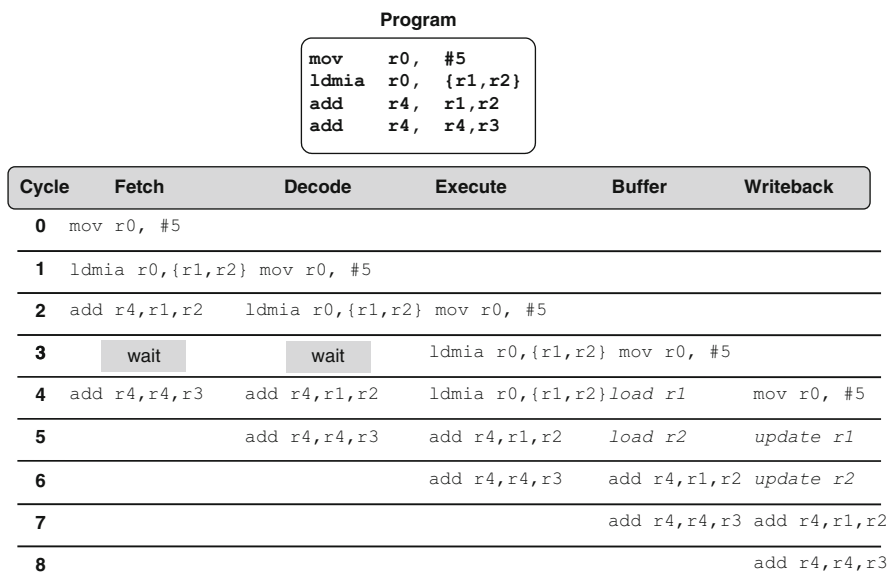 Program
mov r0, #5
ldmia r0, {r1,r2}
add r4, r1,r2
add r4, r4,r3
Cycle Fetch Decode Execute Buffer Writeback
0 mov r0, #5
1 ldmia r0,{r1,r2} mov r0, #5
2 add r4,r1,r2 ldmia r0,{r1,r2} mov r0, #5
3 wait wait ldmia r0,{r1,r2} mov r0, #5
4 add r4,r4,r3 add r4,r1,r2 ldmia r0,{r1,r2} load r1 mov r0, #5
5 add r4,r4,r3 add r4,r1,r2 load r2 update r1
6 add r4,r4,r3 add r4,r1,r2 update r2
7 add r4,r4,r3 add r4,r1,r2
8 add r4,r4,r3